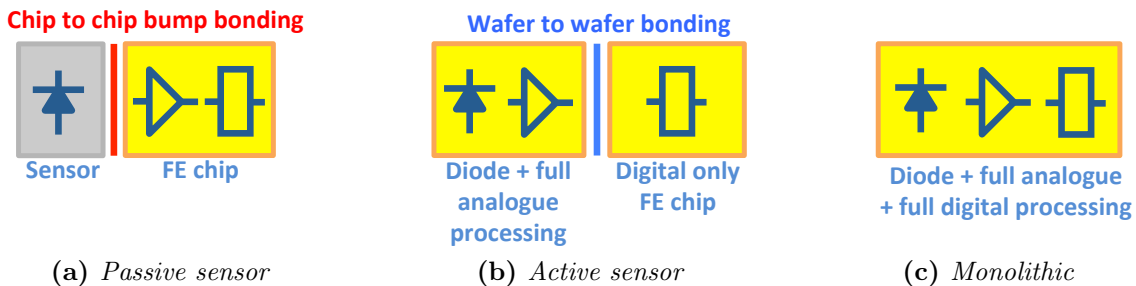 Chip to chip bump bonding
Sensor
FE chip
(a) Passive sensor
Wafer to wafer bonding
Diode + full
analogue
processing
Digital only
FE chip
(b) Active sensor
Diode + full analogue
+ full digital processing
(c) Monolithic